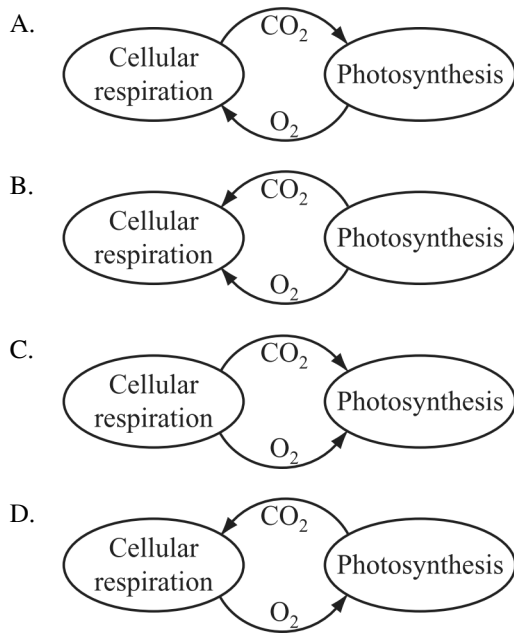 A.
CO₂
Cellular
respiration
Photosynthesis
O₂
B.
CO₂
Cellular
respiration
Photosynthesis
O₂
C.
CO₂
Cellular
respiration
Photosynthesis
O₂
D.
CO₂
Cellular
respiration
Photosynthesis
O₂